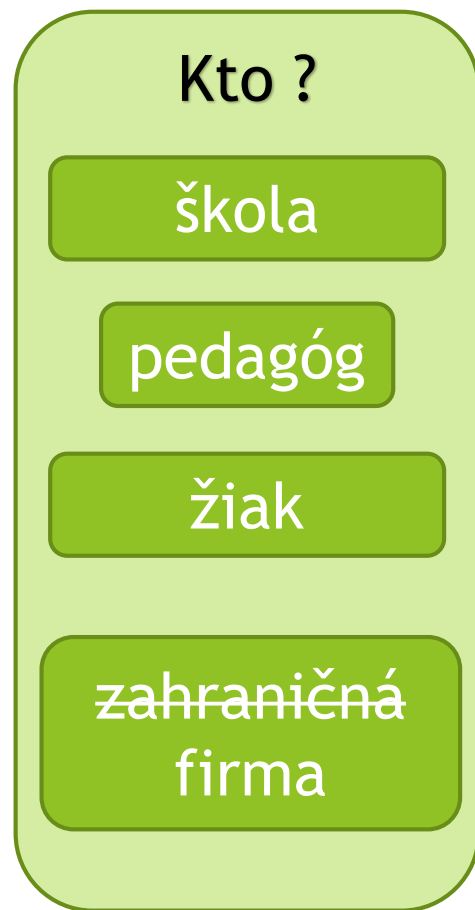 Kto ?
škola
pedagóg
žiak
zahraničná
firma